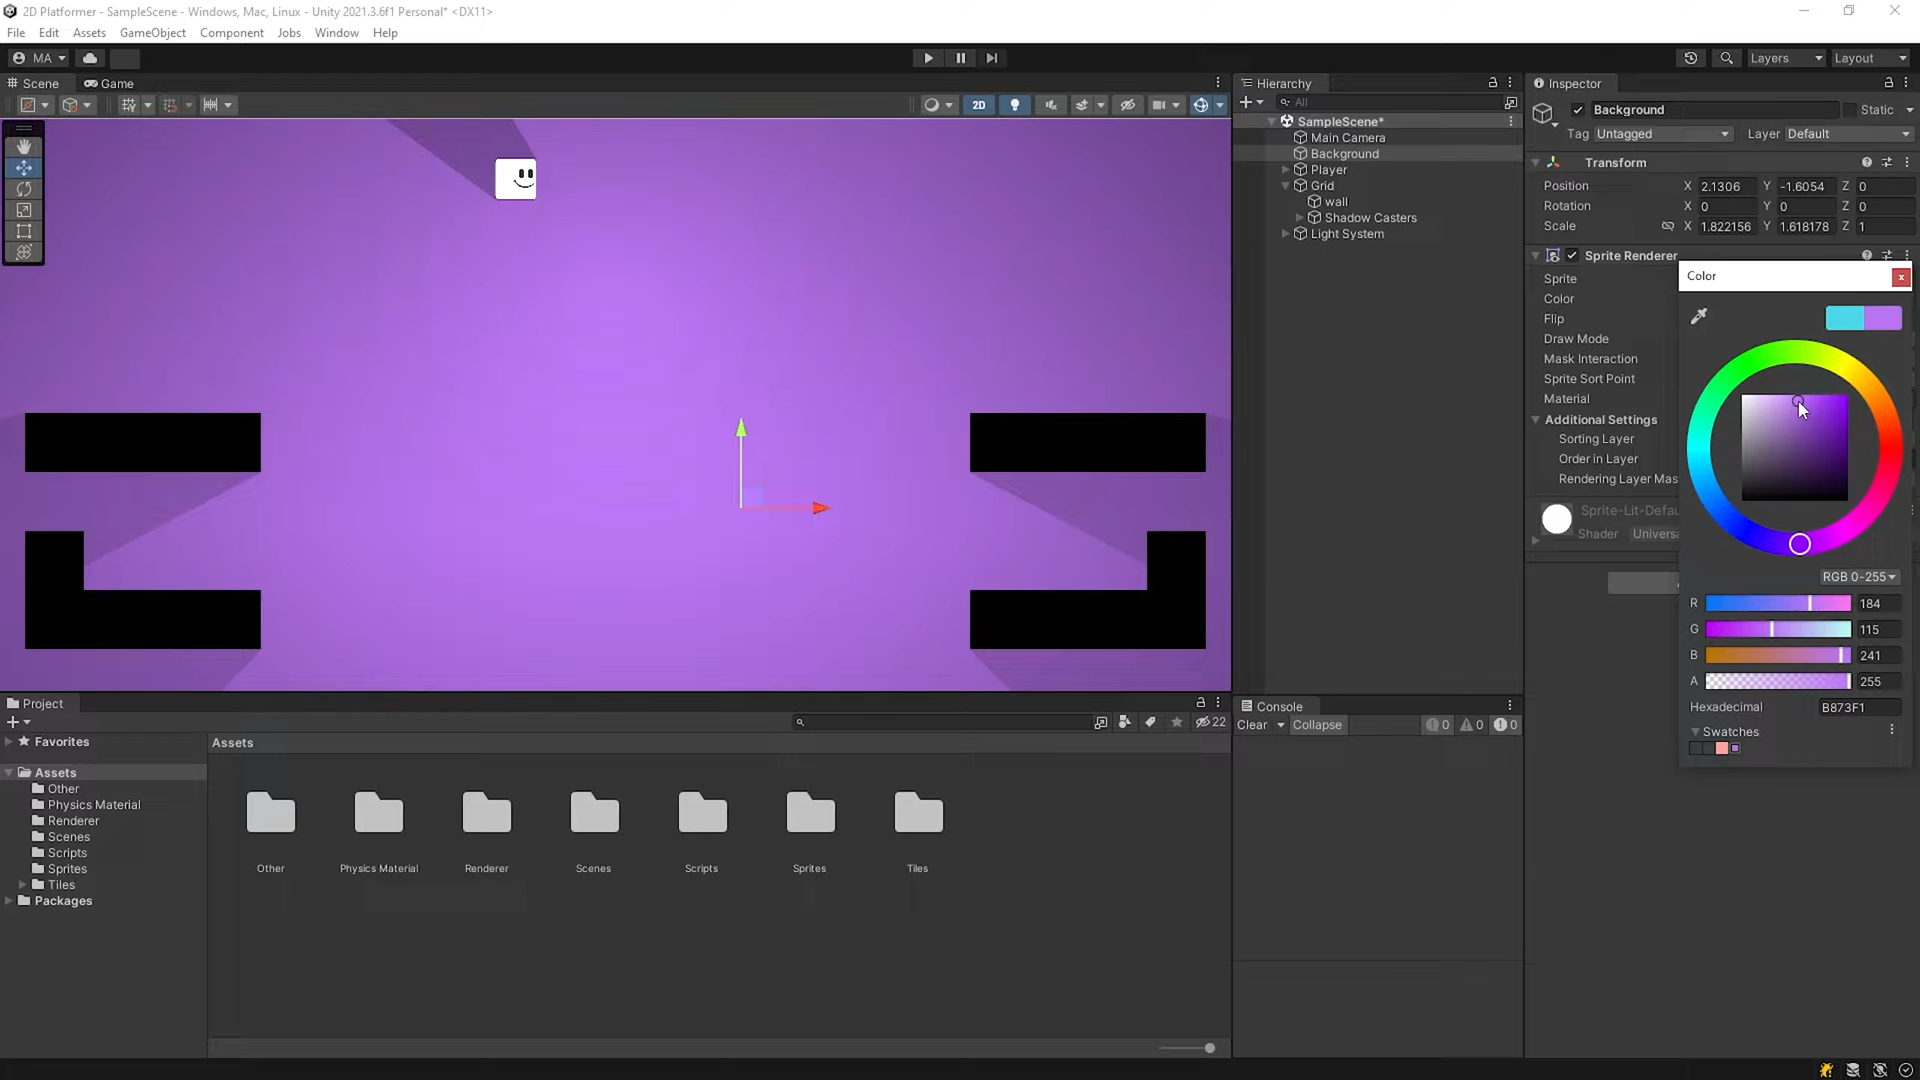 2D Platformer - SampleScene - Windows, Mac, Linux - Unity 2021.3.6f1 Personal* <DX11>
File Edit Assets GameObject Component Jobs Window Help
MA Layers Layout
Scene Game
2D
Hierarchy
All
SampleScene*
Main Camera
Background
Player
Grid
wall
Shadow Casters
Light System
Inspector
Background Static
Tag Untagged Layer Default
Transform
Position X 2.1306 Y -1.6054 Z 0
Rotation X 0 Y 0 Z 0
Scale X 1.822156 Y 1.618178 Z 1
Sprite Renderer
Sprite
Color
Flip
Draw Mode
Mask Interaction
Sprite Sort Point
Material
Additional Settings
Sorting Layer
Order in Layer
Rendering Layer Mas
Sprite-Lit-Defau
Shader Universa
Color
RGB 0-255
R 184
G 115
B 241
A 255
Hexadecimal B873F1
Swatches
Project
22
Favorites
Assets
Other
Physics Material
Renderer
Scenes
Scripts
Sprites
Tiles
Packages
Assets
Other Physics Material Renderer Scenes Scripts Sprites Tiles
Console
Clear Collapse 0 0 0